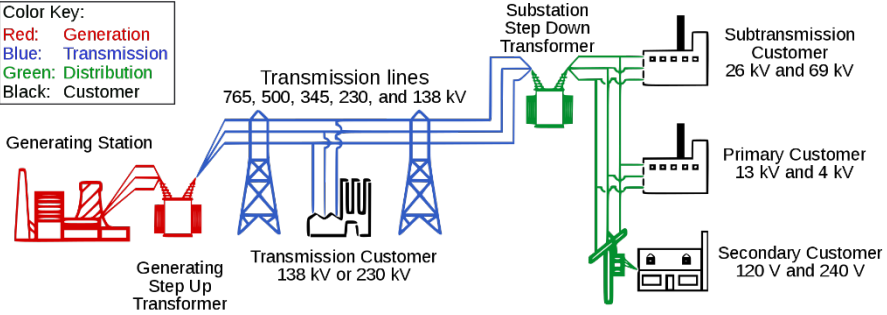 Color Key:
Red: Generation
Blue: Transmission
Green: Distribution
Black: Customer
Generating Station
Generating
Step Up
Transformer
Transmission lines
765, 500, 345, 230, and 138 kV
Transmission Customer
138 kV or 230 kV
Substation
Step Down
Transformer
Subtransmission
Customer
26 kV and 69 kV
Primary Customer
13 kV and 4 kV
Secondary Customer
120 V and 240 V